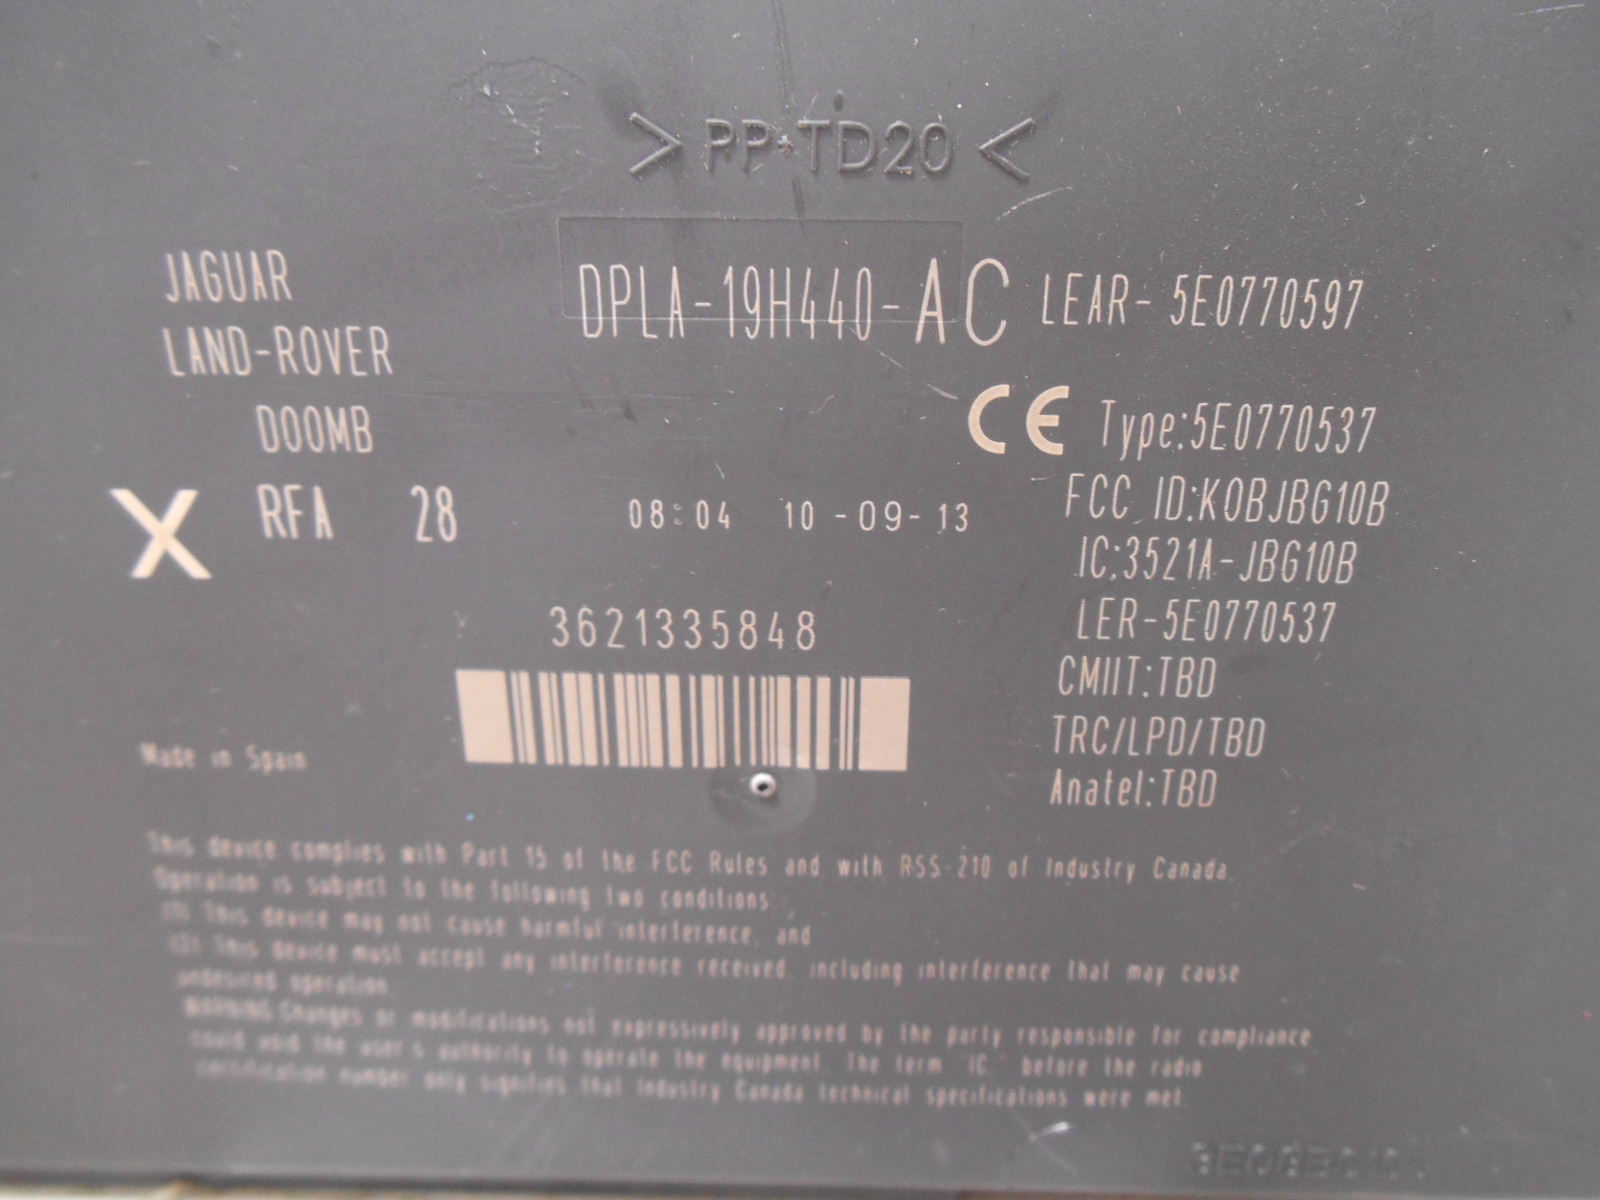 > PP-TD20 <
JAGUAR
LAND-ROVER
DPLA-19H440-AC LEAR- 5E0770597
D00MB
CE Type:5E0770537
X RFA 28
08:04 10-09-13
FCC ID:KOBJBG10B
IC:3521A-JBG10B
LER-5E0770537
3621335848
CMIIT:TBD
TRC/LPD/TBD
Anatel:TBD
Made in Spain
This device complies with Part 15 of the FCC Rules and with RSS-210 of Industry Canada.
Operation is subject to the following two conditions:
(1) This device may not cause harmful interference, and
(2) This device must accept any interference received, including interference that may cause
undesired operation
WARNING:Changes or modifications not expressively approved by the party responsible for compliance
could void the user's authority to operate the equipment. The term "IC:" before the radio
certification number only signifies that Industry Canada technical specifications were met.